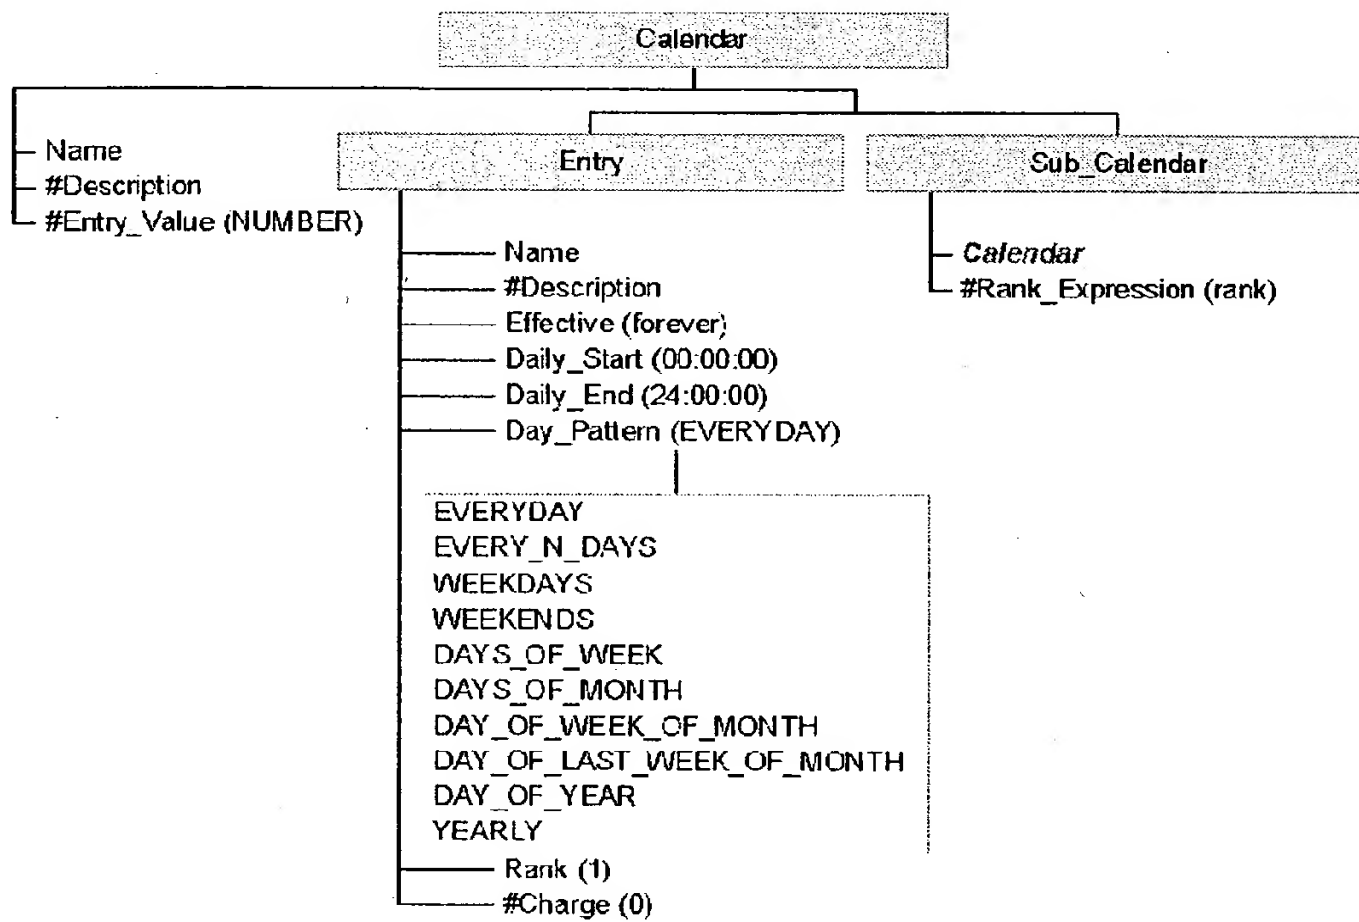 Calendar
Name
#Description
#Entry_Value (NUMBER)
Entry
Name
#Description
Effective (forever)
Daily_Start (00:00:00)
Daily_End (24:00:00)
Day_Pattern (EVERYDAY)
EVERYDAY
EVERY_N_DAYS
WEEKDAYS
WEEKENDS
DAYS_OF_WEEK
DAYS_OF_MONTH
DAY_OF_WEEK_OF_MONTH
DAY_OF_LAST_WEEK_OF_MONTH
DAY_OF_YEAR
YEARLY
Rank (1)
#Charge (0)
Sub_Calendar
Calendar
#Rank_Expression (rank)